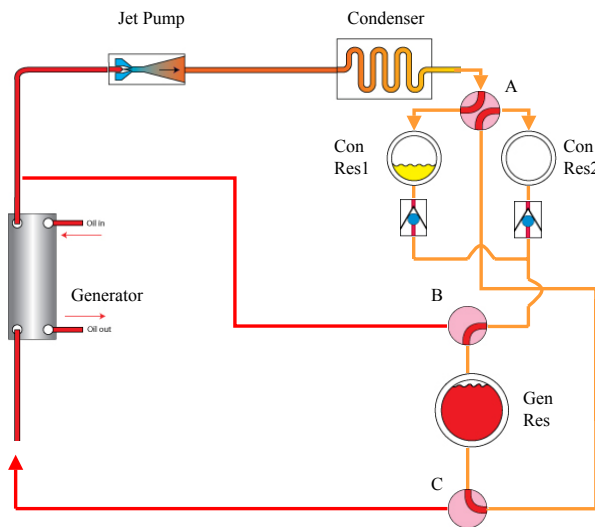 Jet Pump
Condenser
A
Con
Res1
Con
Res2
Oil in
Generator
Oil out
B
Gen
Res
C